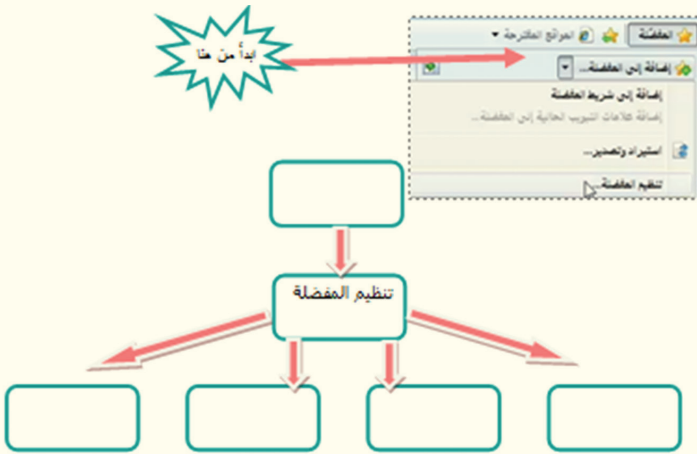 ابدأ من هنا
المفضلة
المواقع المقترحة
إضافة إلى المفضلة...
إضافة إلى شريط المفضلة
إضافة علامات التبويب الحالية إلى المفضلة...
استيراد وتصدير...
تنظيم المفضلة...
تنظيم المفضلة